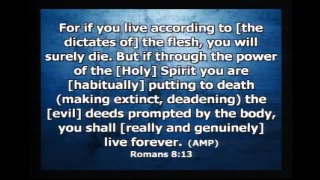 For if you live according to [the
dictates of] the flesh, you will
surely die. But if through the power
of the [Holy] Spirit you are
[habitually] putting to death
(making extinct, deadening) the
[evil] deeds prompted by the body,
you shall [really and genuinely]
live forever. (AMP)
Romans 8:13